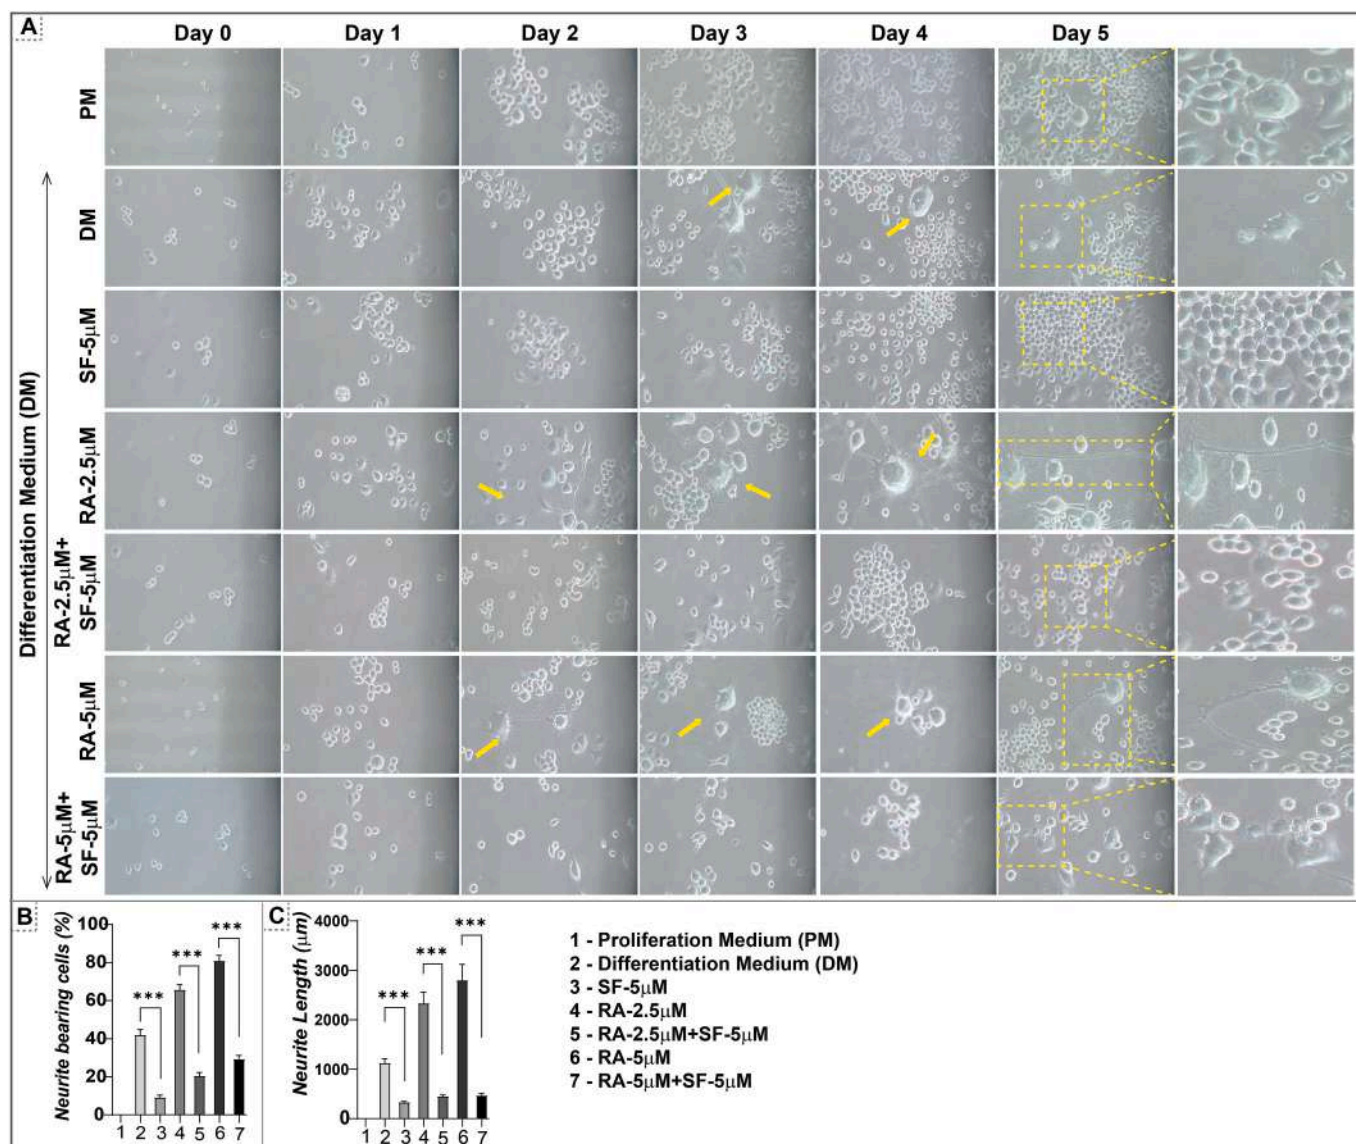 A
Day 0 Day 1 Day 2 Day 3 Day 4 Day 5
Differentiation Medium (DM)
PM
DM
SF-5μM
RA-2.5μM
RA-2.5μM+
SF-5μM
RA-5μM
RA-5μM+
SF-5μM
B
Neurite bearing cells (%)
100
80
60
40
20
0
*** *** ***
1 2 3 4 5 6 7
C
Neurite Length (μm)
4000
3000
2000
1000
0
*** *** ***
1 2 3 4 5 6 7
1 - Proliferation Medium (PM)
2 - Differentiation Medium (DM)
3 - SF-5μM
4 - RA-2.5μM
5 - RA-2.5μM+SF-5μM
6 - RA-5μM
7 - RA-5μM+SF-5μM